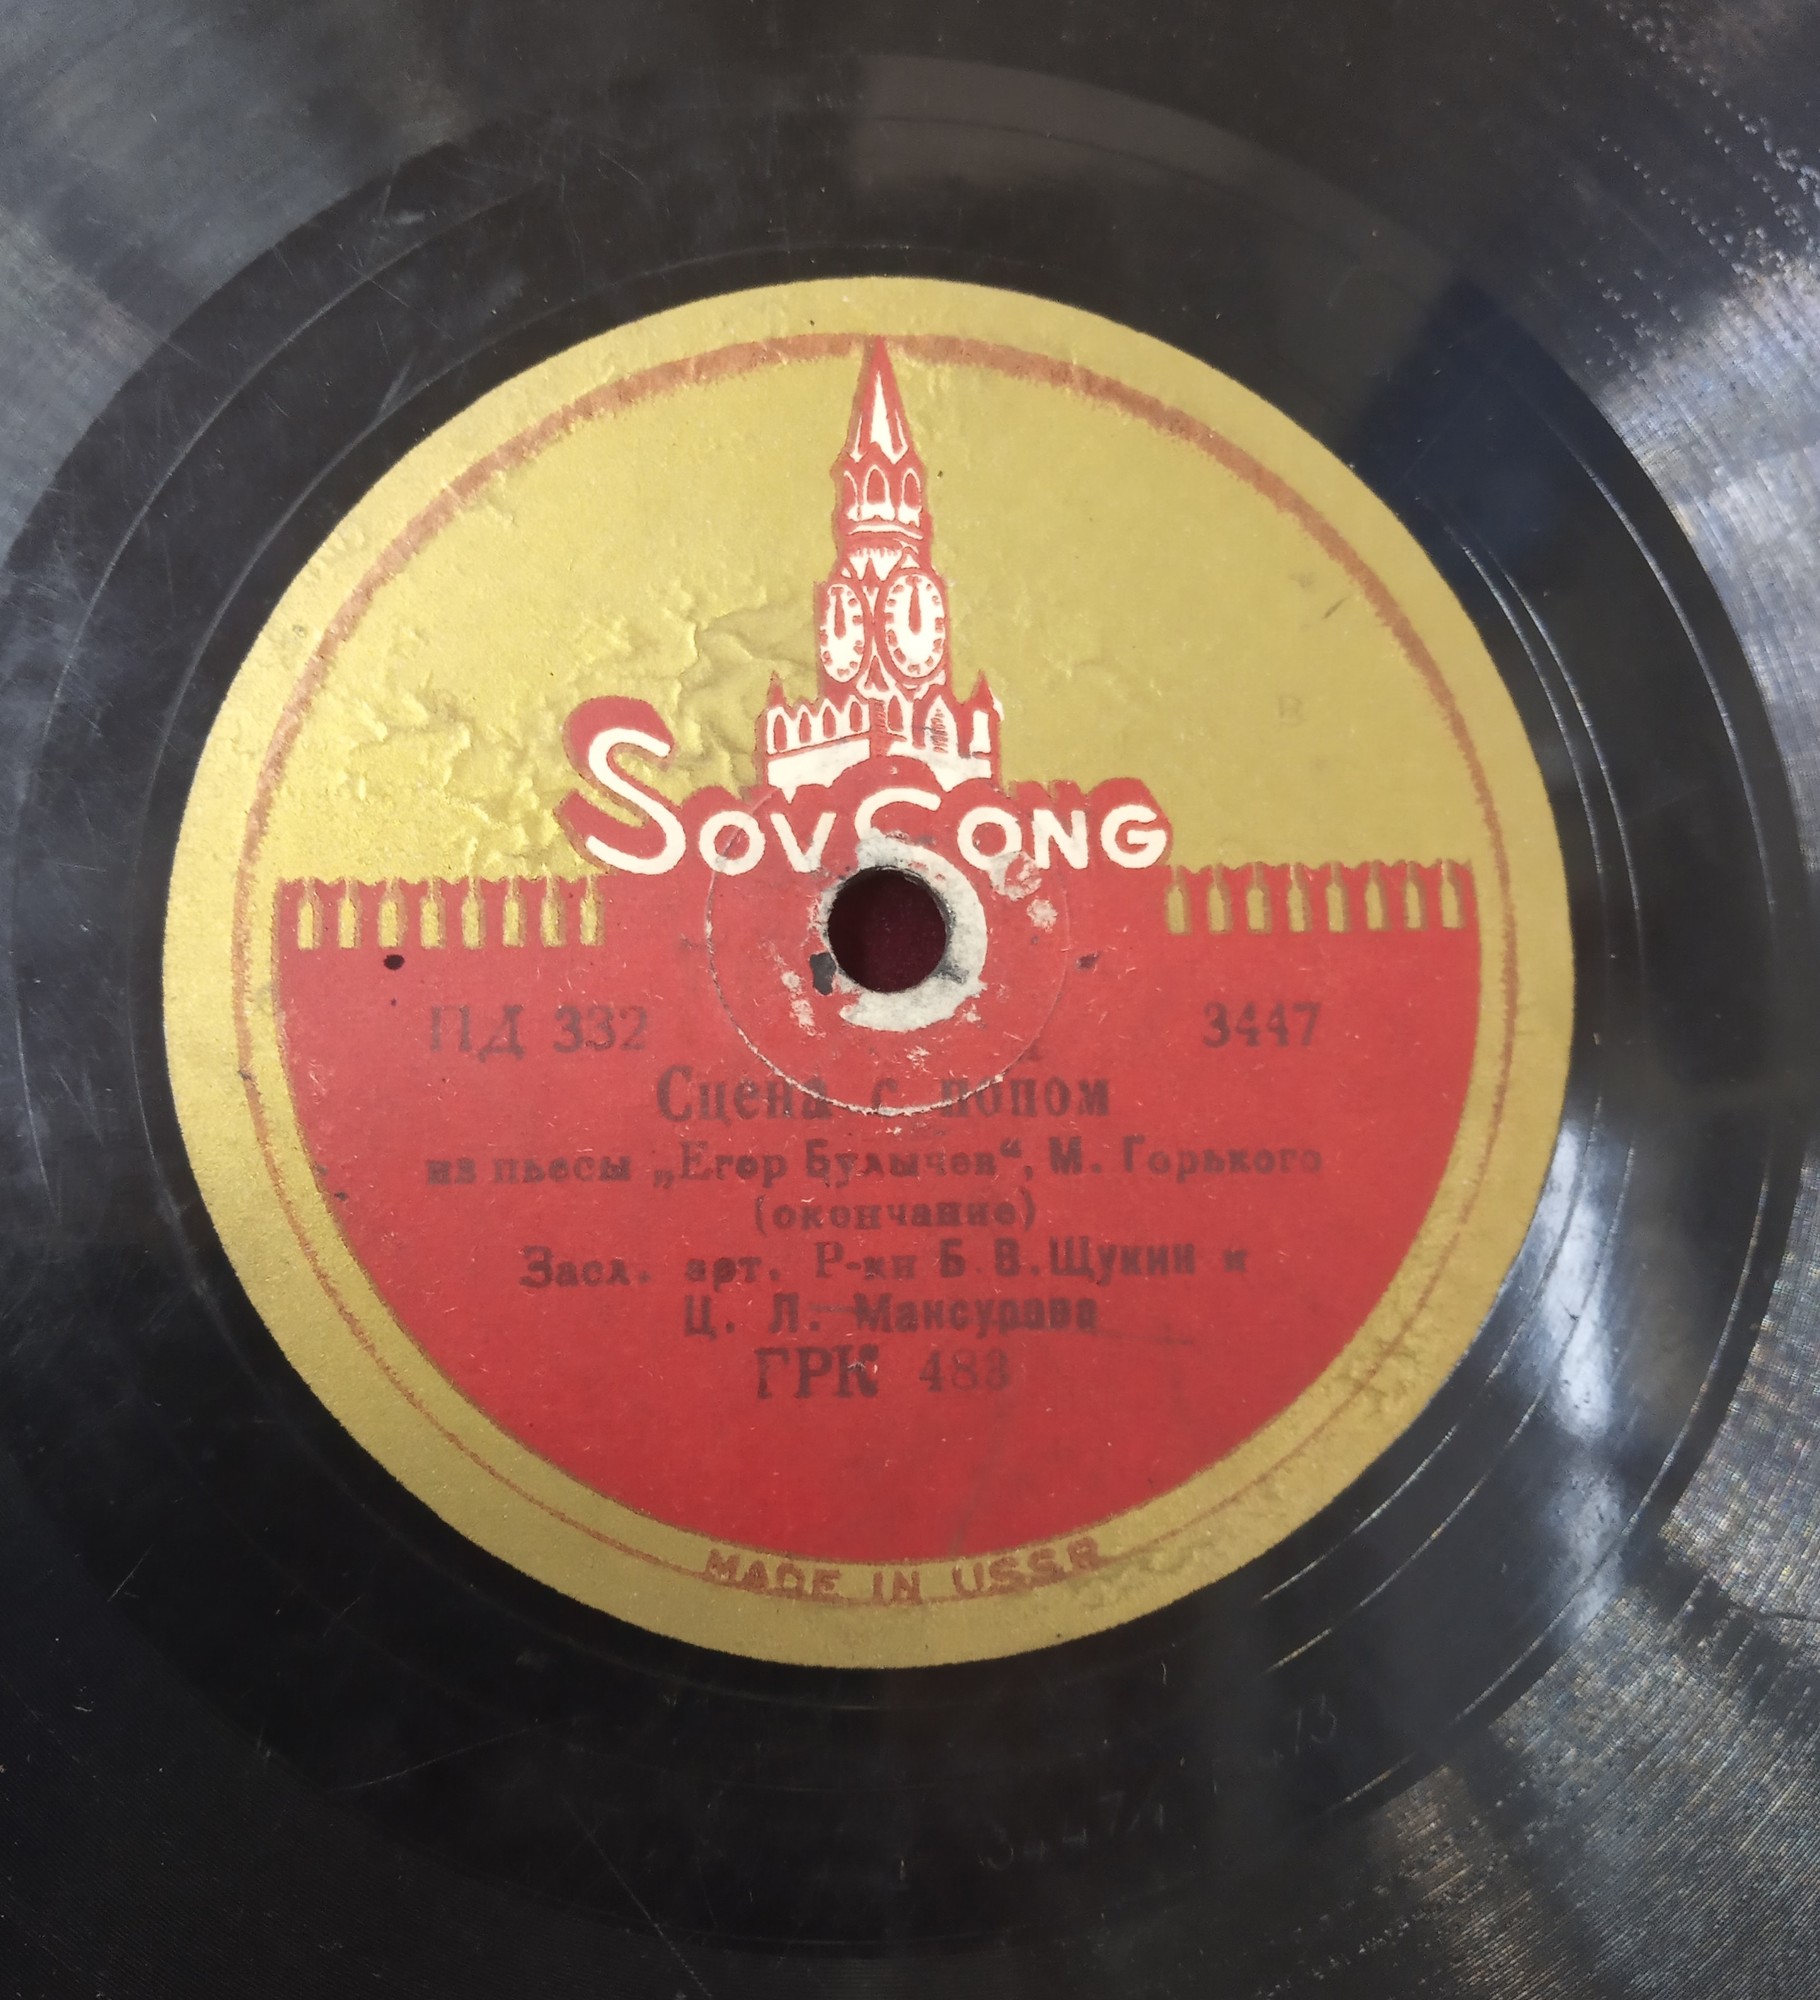 SovSong
ПД 332 3447
Сцена с попом
из пьесы „Егор Булычев“, М. Горького
(окончание)
Засл. арт. Р-ки Б. В. Щукин и
Ц. Л. Мансурова
ГРК 483
MADE IN USSR